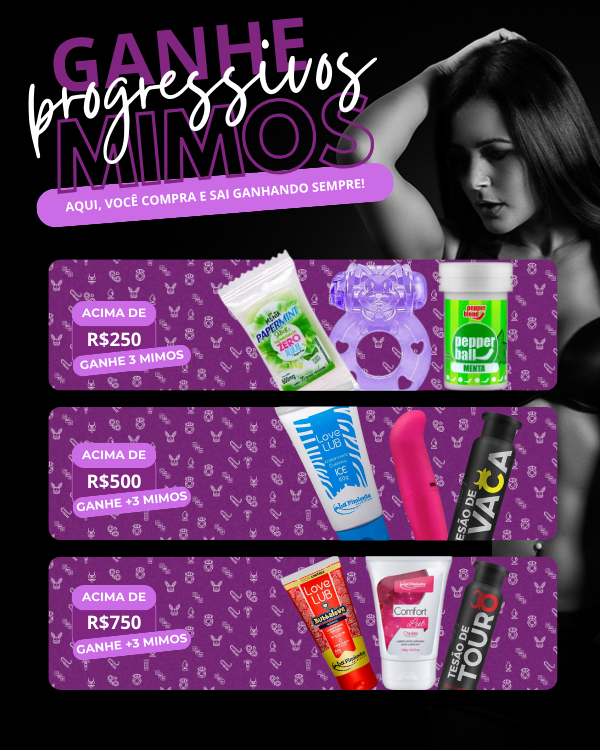 GANHE
progressivos
MIMOS
AQUI, VOCÊ COMPRA E SAI GANHANDO SEMPRE!
ACIMA DE
R$250
GANHE 3 MIMOS
MENTA
PAPERMINT
ZERO
pepper
blend
pepper
ball
MENTA
ACIMA DE
R$500
GANHE +3 MIMOS
Love
LUB
ICE
60g
TESÃO DE
VACA
ACIMA DE
R$750
GANHE +3 MIMOS
Love
LUB
Comfort
TESÃO DE
TOURO